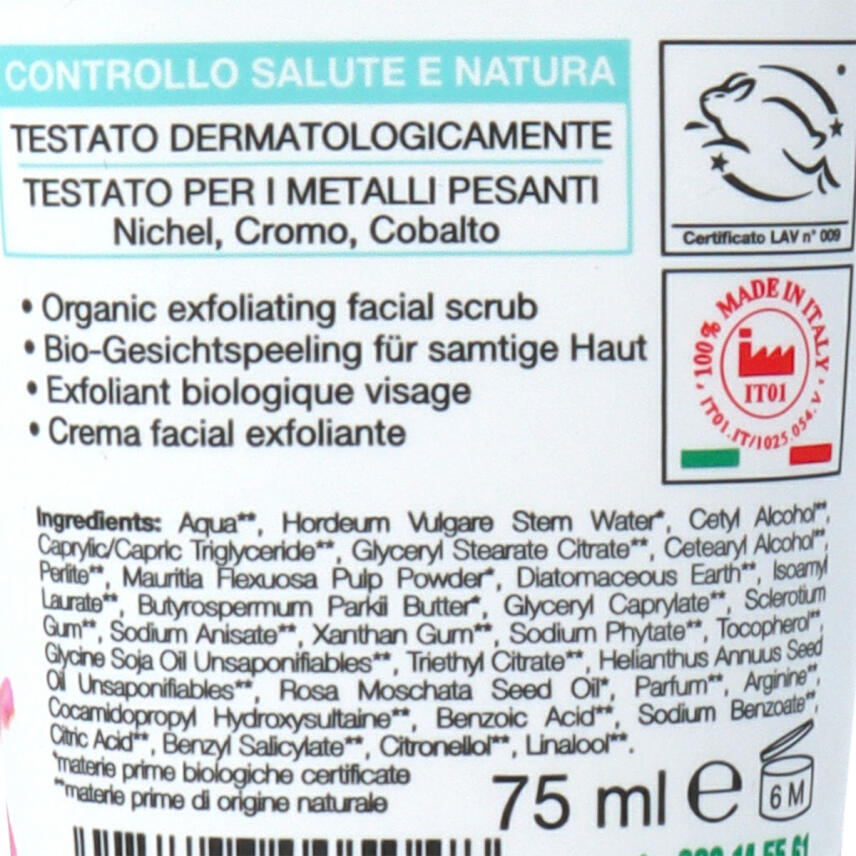 CONTROLLO SALUTE E NATURA
TESTATO DERMATOLOGICAMENTE
TESTATO PER I METALLI PESANTI
Nichel, Cromo, Cobalto
Certificato LAV n° 009
100% MADE IN ITALY
IT01
IT01.IT/1025.054.V
• Organic exfoliating facial scrub
• Bio-Gesichtspeeling für samtige Haut
• Exfoliant biologique visage
• Crema facial exfoliante
Ingredients: Aqua**, Hordeum Vulgare Stem Water*, Cetyl Alcohol**,
Caprylic/Capric Triglyceride**, Glyceryl Stearate Citrate**, Cetearyl Alcohol**,
Perlite**, Mauritia Flexuosa Pulp Powder*, Diatomaceous Earth**, Isoamyl
Laurate**, Butyrospermum Parkii Butter*, Glyceryl Caprylate**, Sclerotium
Gum**, Sodium Anisate**, Xanthan Gum**, Sodium Phytate**, Tocopherol**,
Glycine Soja Oil Unsaponifiables**, Triethyl Citrate**, Helianthus Annuus Seed
Oil Unsaponifiables**, Rosa Moschata Seed Oil*, Parfum**, Arginine**,
Cocamidopropyl Hydroxysultaine**, Benzoic Acid**, Sodium Benzoate**,
Citric Acid**, Benzyl Salicylate**, Citronellol**, Linalool**.
*materie prime biologiche certificate
**materie prime di origine naturale
75 ml e
6 M